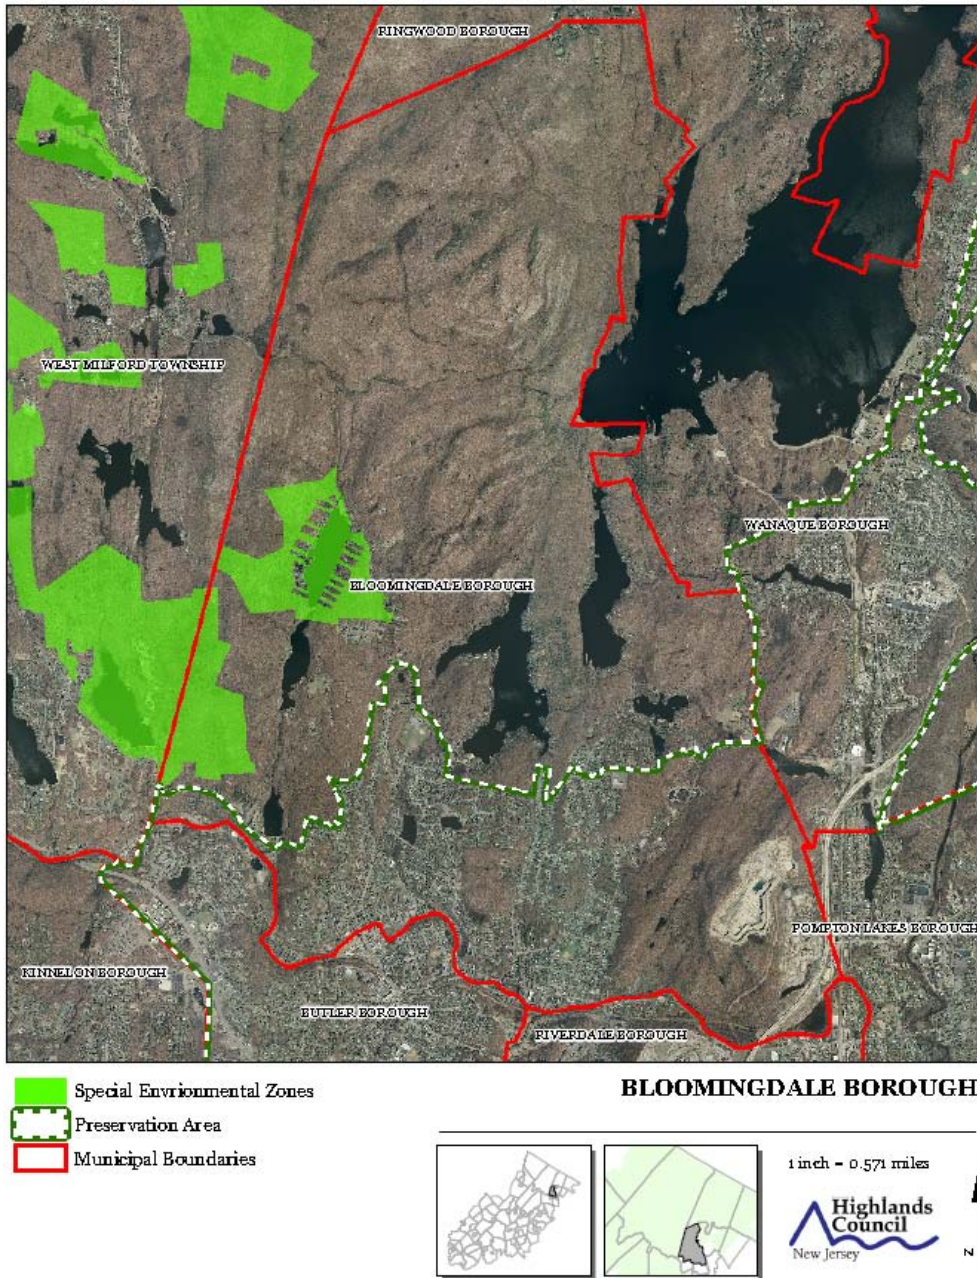 RINGWOOD BOROUGH
WEST MILFORD TOWNSHIP
WANAQUE BOROUGH
BLOOMINGDALE BOROUGH
POMPTON LAKES BOROUGH
KINNELON BOROUGH
BUTLER BOROUGH
RIVERDALE BOROUGH
Special Envrionmental Zones
Preservation Area
Municipal Boundaries
BLOOMINGDALE BOROUGH
1 inch = 0.571 miles
Highlands
Council
New Jersey
N